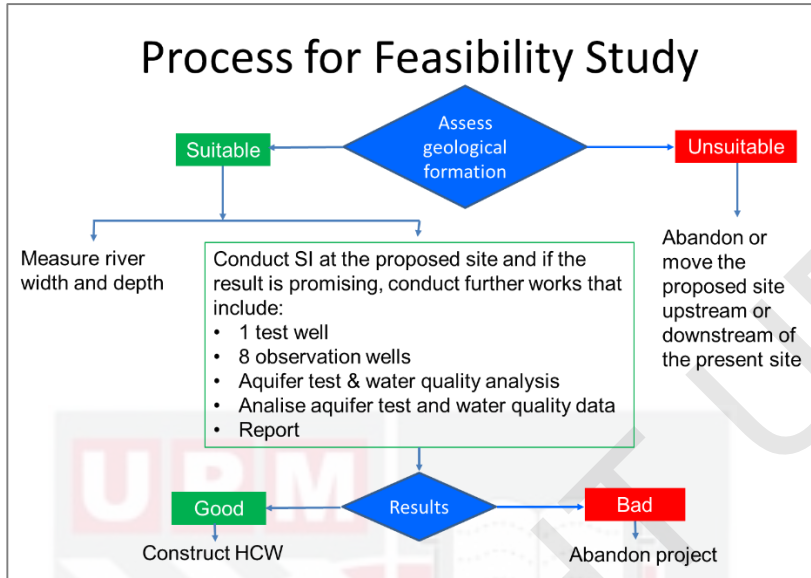 Process for Feasibility Study
Assess
geological
formation
Suitable
Unsuitable
Measure river
width and depth
Conduct SI at the proposed site and if the
result is promising, conduct further works that
include:
• 1 test well
• 8 observation wells
• Aquifer test & water quality analysis
• Analise aquifer test and water quality data
• Report
Abandon or
move the
proposed site
upstream or
downstream of
the present site
Results
Good
Bad
Construct HCW
Abandon project
UPM